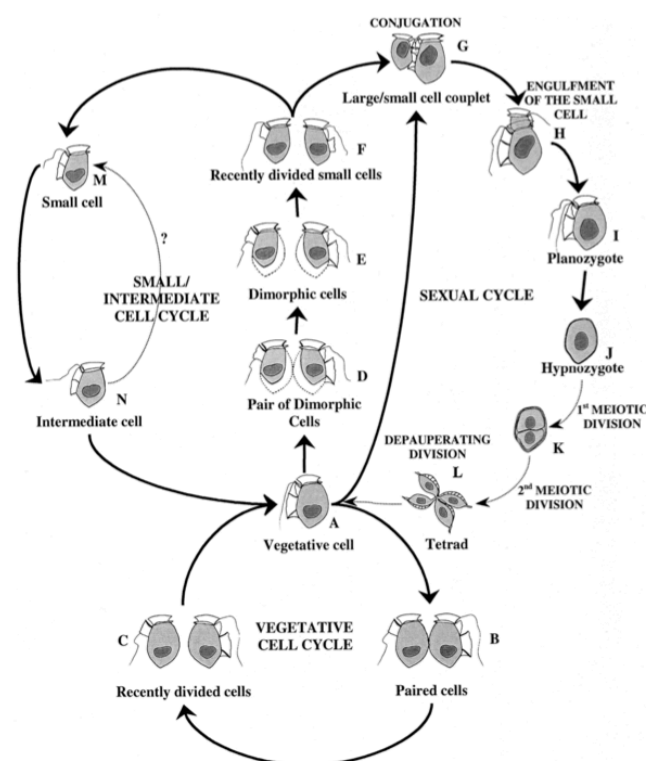 CONJUGATION
G
Large/small cell couplet
ENGULFMENT
OF THE SMALL
CELL
H
F
Recently divided small cells
M
Small cell
?
I
Planozygote
E
Dimorphic cells
SMALL/
INTERMEDIATE
CELL CYCLE
SEXUAL CYCLE
J
Hypnozygote
D
Pair of Dimorphic
Cells
N
Intermediate cell
1st MEIOTIC
DIVISION
K
DEPAUPERATING
DIVISION
L
2nd MEIOTIC
DIVISION
A
Vegetative cell
Tetrad
C
VEGETATIVE
CELL CYCLE
B
Recently divided cells
Paired cells